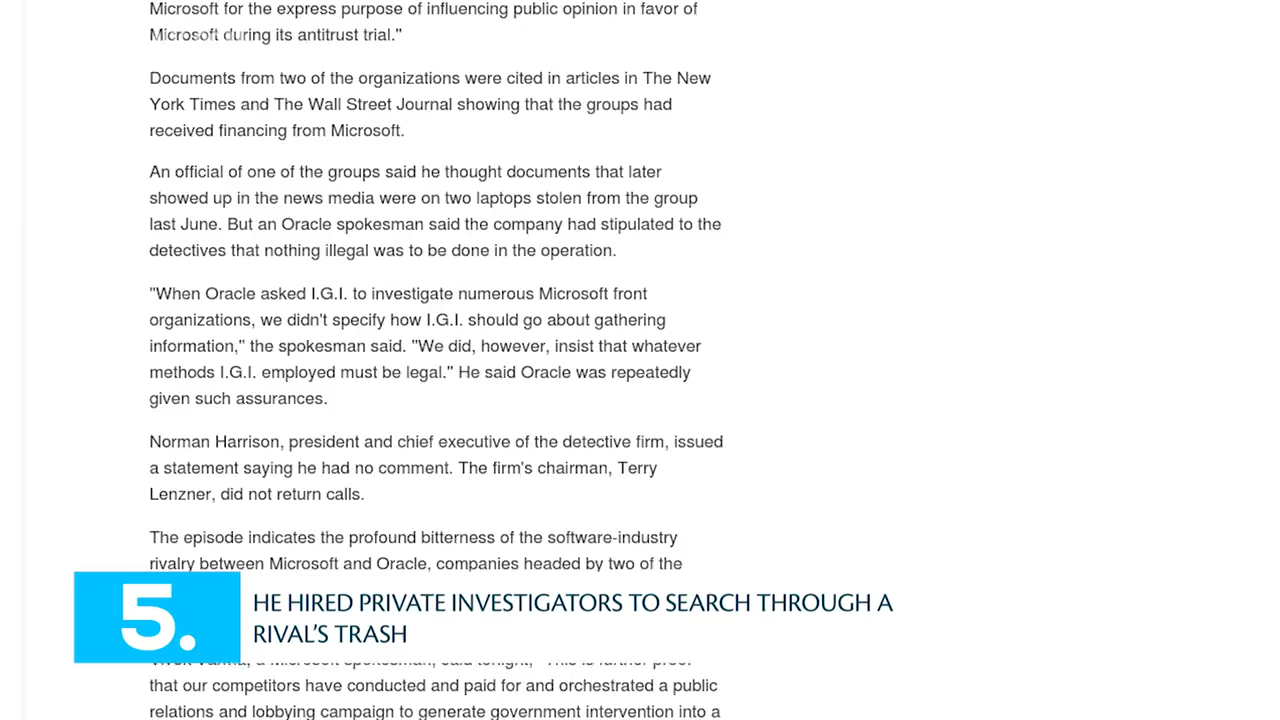 Microsoft for the express purpose of influencing public opinion in favor of
Microsoft during its antitrust trial."
Documents from two of the organizations were cited in articles in The New
York Times and The Wall Street Journal showing that the groups had
received financing from Microsoft.
An official of one of the groups said he thought documents that later
showed up in the news media were on two laptops stolen from the group
last June. But an Oracle spokesman said the company had stipulated to the
detectives that nothing illegal was to be done in the operation.
"When Oracle asked I.G.I. to investigate numerous Microsoft front
organizations, we didn't specify how I.G.I. should go about gathering
information," the spokesman said. "We did, however, insist that whatever
methods I.G.I. employed must be legal." He said Oracle was repeatedly
given such assurances.
Norman Harrison, president and chief executive of the detective firm, issued
a statement saying he had no comment. The firm's chairman, Terry
Lenzner, did not return calls.
The episode indicates the profound bitterness of the software-industry
rivalry between Microsoft and Oracle, companies headed by two of the
5.
HE HIRED PRIVATE INVESTIGATORS TO SEARCH THROUGH A
RIVAL'S TRASH
a Microsoft spokesman, said tonight, "This is further proof
that our competitors have conducted and paid for and orchestrated a public
relations and lobbying campaign to generate government intervention into a